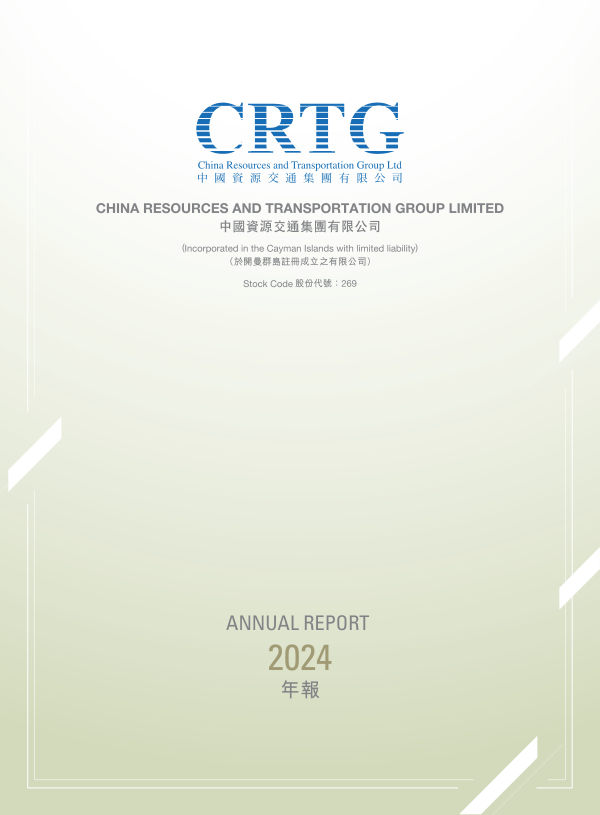 CRTG
China Resources and Transportation Group Ltd
中國資源交通集團有限公司
CHINA RESOURCES AND TRANSPORTATION GROUP LIMITED
中國資源交通集團有限公司
(Incorporated in the Cayman Islands with limited liability)
（於開曼群島註冊成立之有限公司）
Stock Code 股份代號：269
ANNUAL REPORT
2024
年報